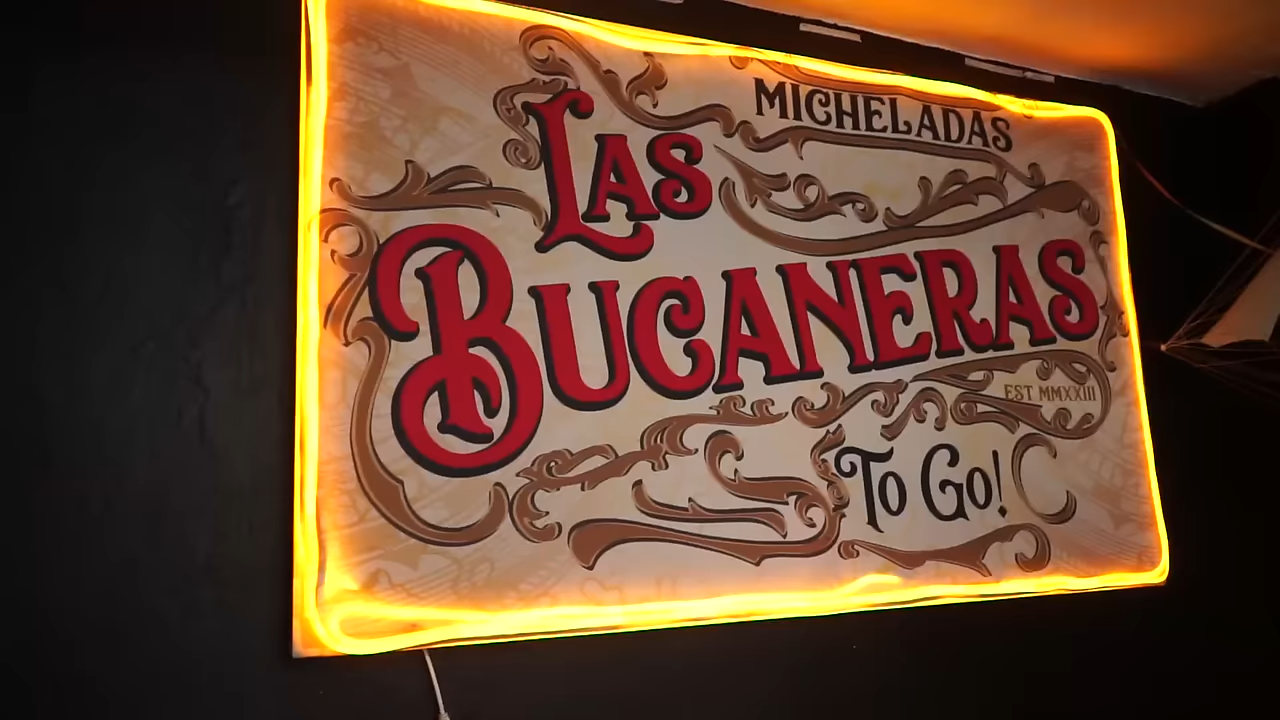 MICHELADAS
LAS
BUCANERAS
EST MMXXIII
TO GO!